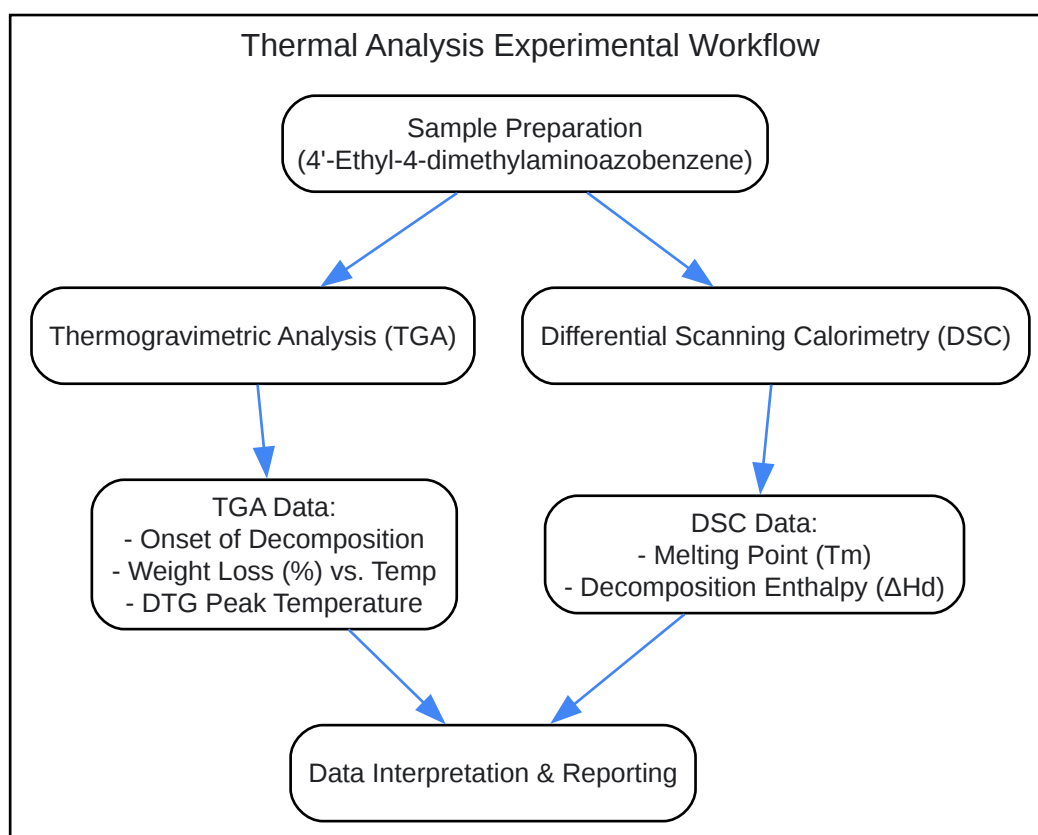 Thermal Analysis Experimental Workflow
Sample Preparation
(4'-Ethyl-4-dimethylaminoazobenzene)
Thermogravimetric Analysis (TGA)
Differential Scanning Calorimetry (DSC)
TGA Data:
- Onset of Decomposition
- Weight Loss (%) vs. Temp
- DTG Peak Temperature
DSC Data:
- Melting Point (Tm)
- Decomposition Enthalpy (ΔHd)
Data Interpretation & Reporting